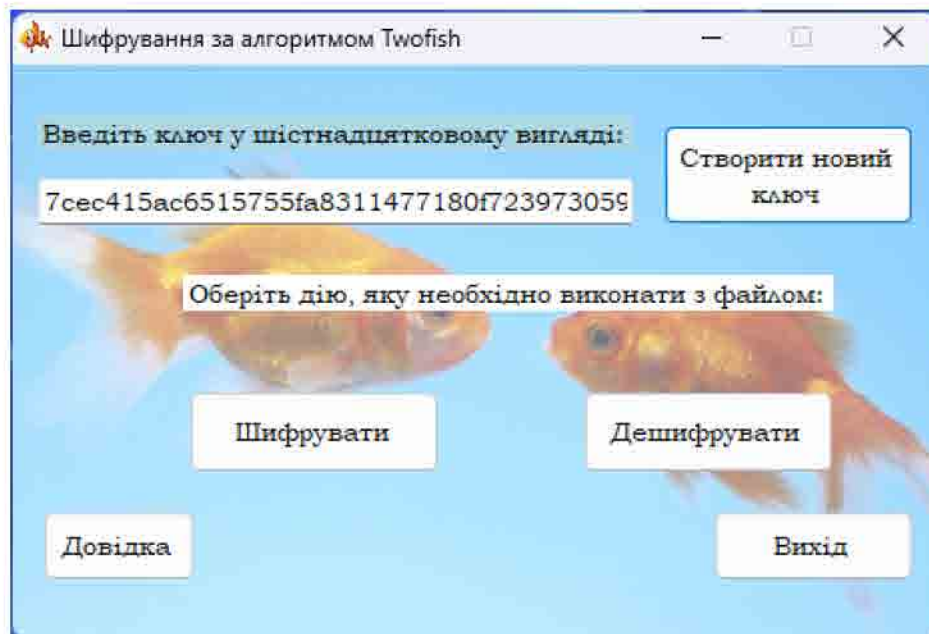 Шифрування за алгоритмом Twofish
Введіть ключ у шістнадцятковому вигляді:
Створити новий
ключ
7cec415ac6515755fa8311477180f723973059
Оберіть дію, яку необхідно виконати з файлом:
Шифрувати
Дешифрувати
Довідка
Вихід